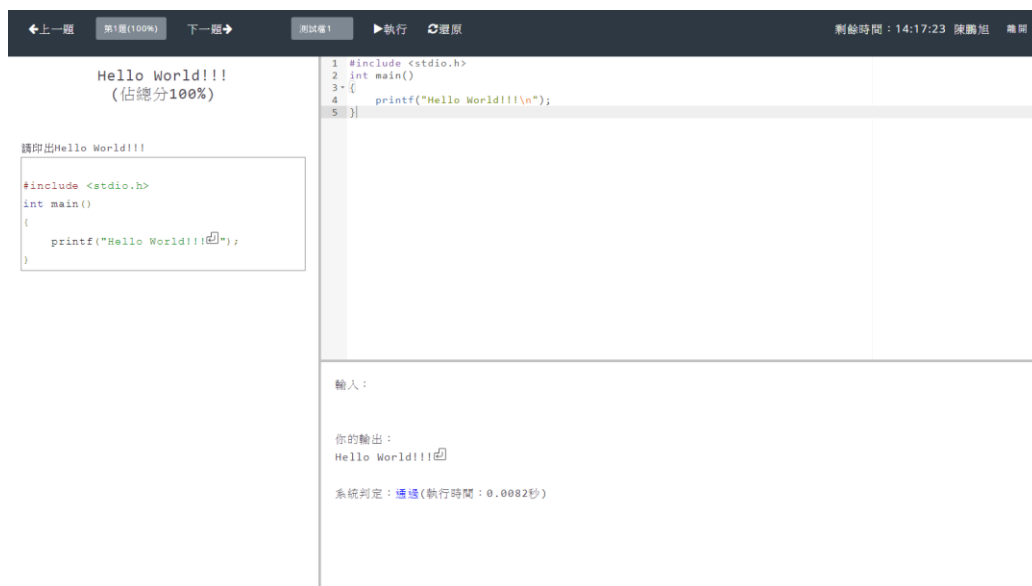 ←上一題 第1題(100%) 下一題→ 測試檔1 ▶執行 還原 剩餘時間：14:17:23 陳鵬旭 離開
Hello World!!!
(佔總分100%)
請印出Hello World!!!
#include <stdio.h>
int main()
{
printf("Hello World!!!↵");
}
1 #include <stdio.h>
2 int main()
3 {
4 printf("Hello World!!!\n");
5 }
輸入：
你的輸出：
Hello World!!!↵
系統判定：通過(執行時間：0.0082秒)